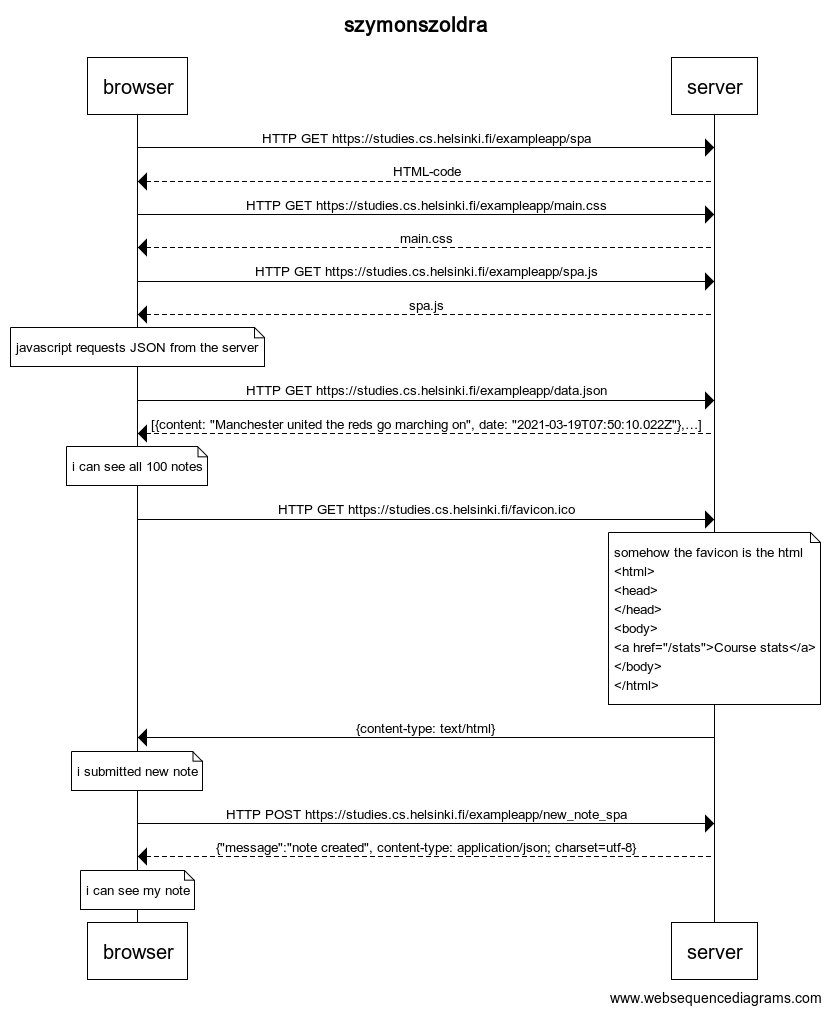 szymonszoldra
browser
server
HTTP GET https://studies.cs.helsinki.fi/exampleapp/spa
HTML-code
HTTP GET https://studies.cs.helsinki.fi/exampleapp/main.css
main.css
HTTP GET https://studies.cs.helsinki.fi/exampleapp/spa.js
spa.js
javascript requests JSON from the server
HTTP GET https://studies.cs.helsinki.fi/exampleapp/data.json
[{content: "Manchester united the reds go marching on", date: "2021-03-19T07:50:10.022Z"},...]
i can see all 100 notes
HTTP GET https://studies.cs.helsinki.fi/favicon.ico
somehow the favicon is the html
<html>
<head>
</head>
<body>
<a href="/stats">Course stats</a>
</body>
</html>
{content-type: text/html}
i submitted new note
HTTP POST https://studies.cs.helsinki.fi/exampleapp/new_note_spa
{"message":"note created", content-type: application/json; charset=utf-8}
i can see my note
browser
server
www.websequencediagrams.com